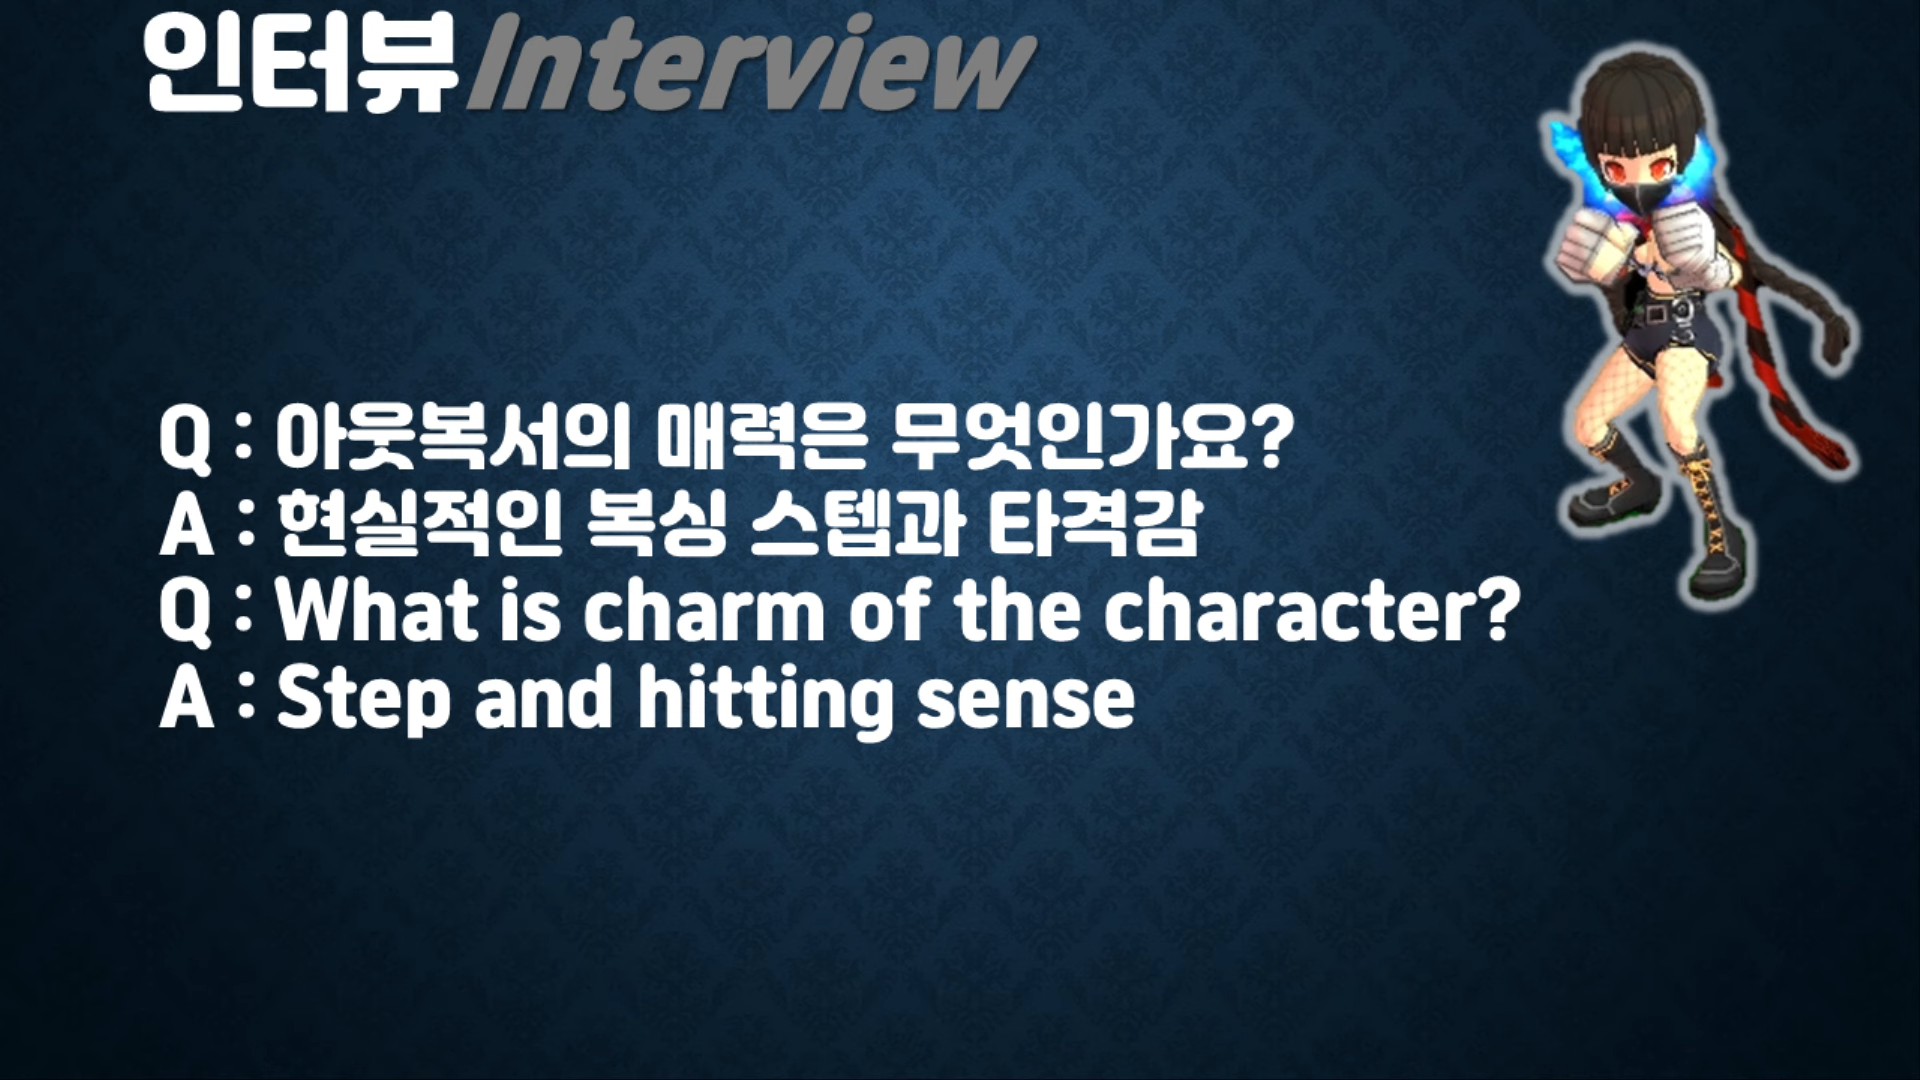 인터뷰Interview
Q : 아웃복서의 매력은 무엇인가요?
A : 현실적인 복싱 스텝과 타격감
Q : What is charm of the character?
A : Step and hitting sense